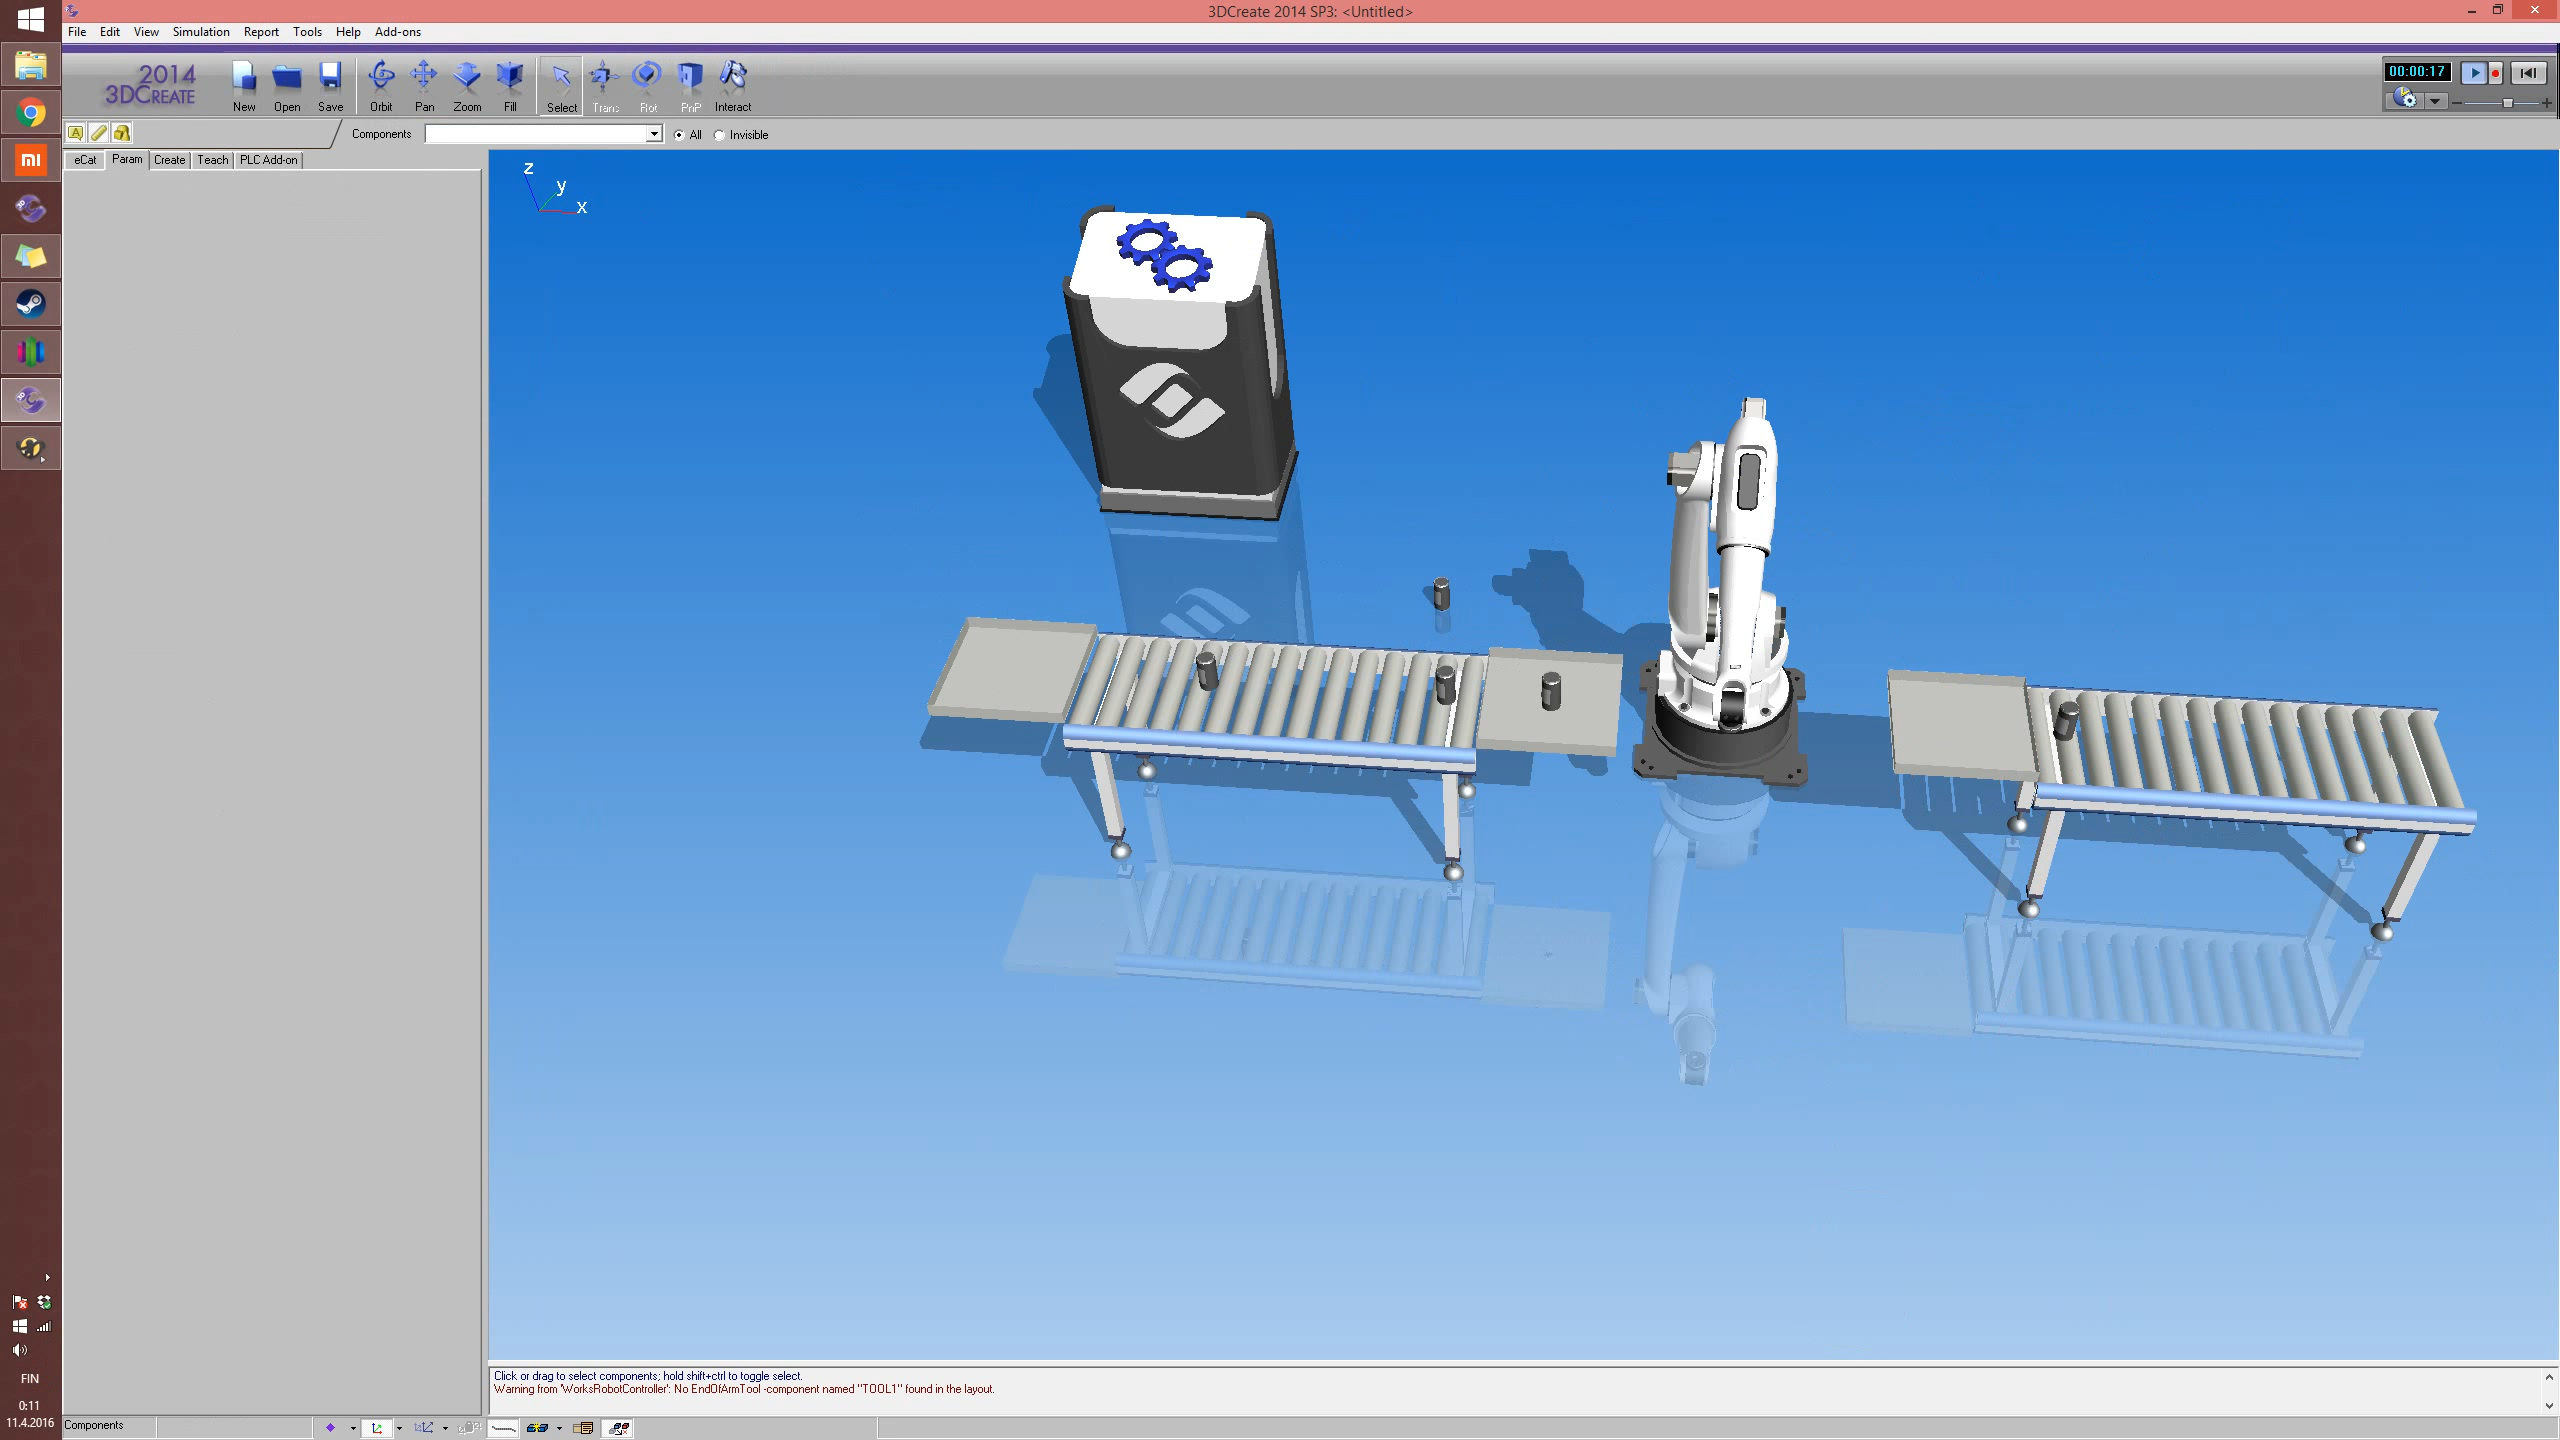 3DCreate 2014 SP3: <Untitled>
File Edit View Simulation Report Tools Help Add-ons
2014
3DCREATE
New Open Save Orbit Pan Zoom Fill Select Trans Rot PnP Interact
00:00:17
Components All Invisible
eCat Param Create Teach PLC Add-on
z
y
x
mi
Click or drag to select components; hold shift+ctrl to toggle select.
Warning from 'WorksRobotController': No EndOfArmTool -component named "TOOL1" found in the layout.
FIN
0:11
11.4.2016
Components